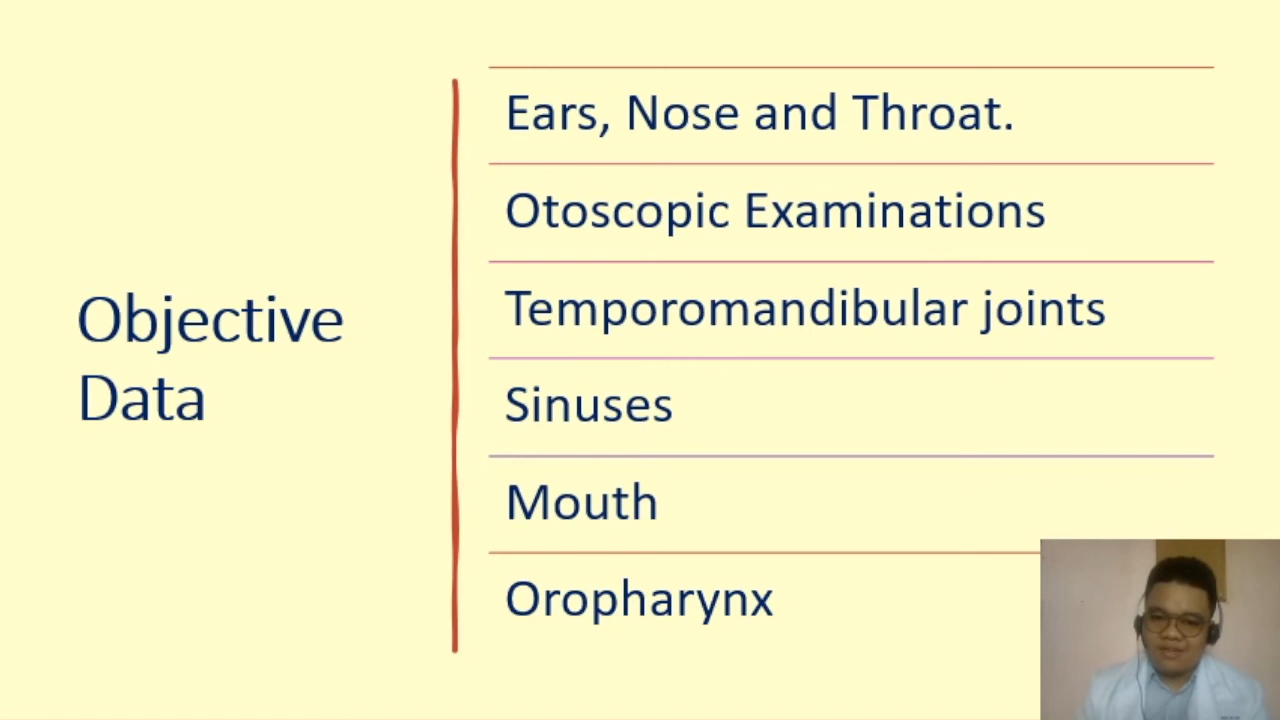 Objective
Data
Ears, Nose and Throat.
Otoscopic Examinations
Temporomandibular joints
Sinuses
Mouth
Oropharynx